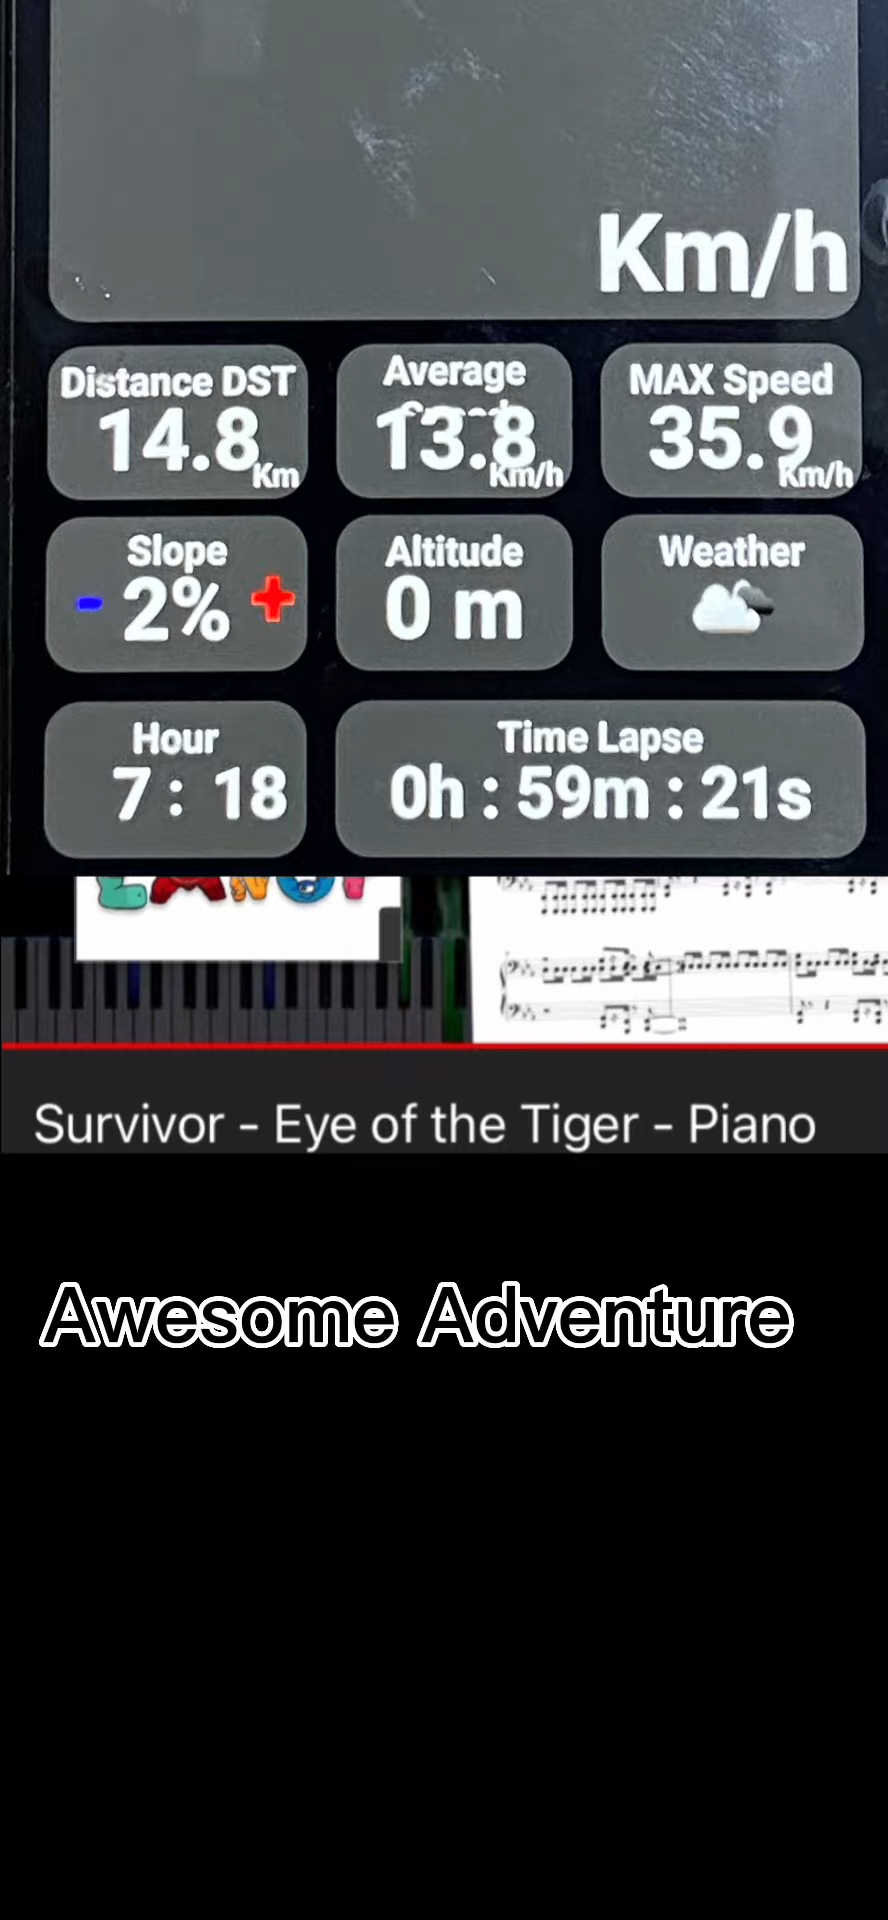 Km/h
Distance DST
14.8 Km
Average
13.8 Km/h
MAX Speed
35.9 Km/h
Slope
- 2% +
Altitude
0 m
Weather
Hour
7 : 18
Time Lapse
0h : 59m : 21s
Survivor - Eye of the Tiger - Piano
Awesome Adventure